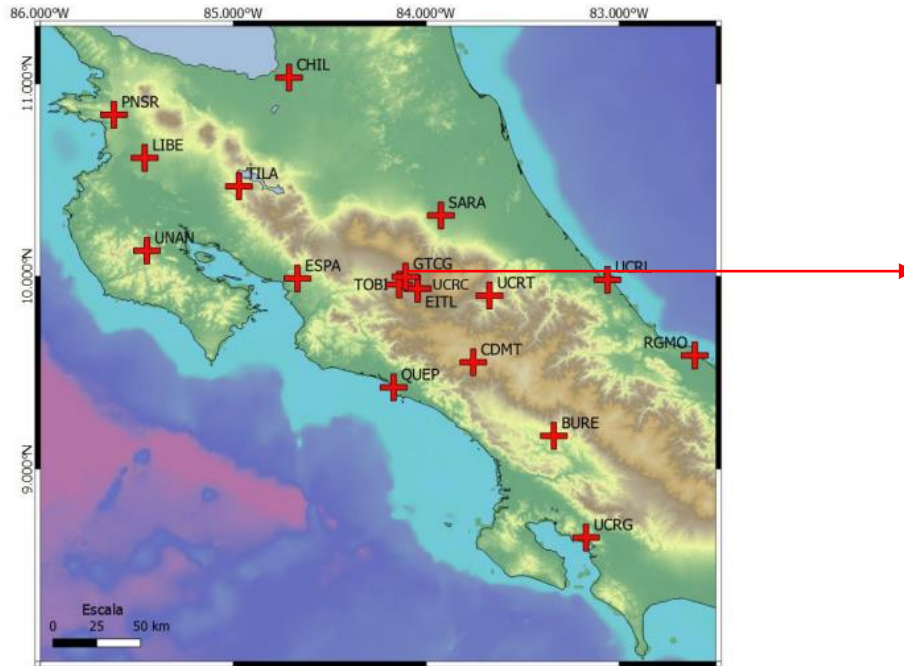 86.000°W 85.000°W 84.000°W 83.000°W
11.000°N
10.000°N
9.000°N
CHIL
PNSR
LIBE
TILA
SARA
UNAN
ESPA
GTCG
TOBI
UCRC
EITL
UCRT
UCRL
RGMO
CDMT
QUEP
BURE
UCRG
Escala
0 25 50 km